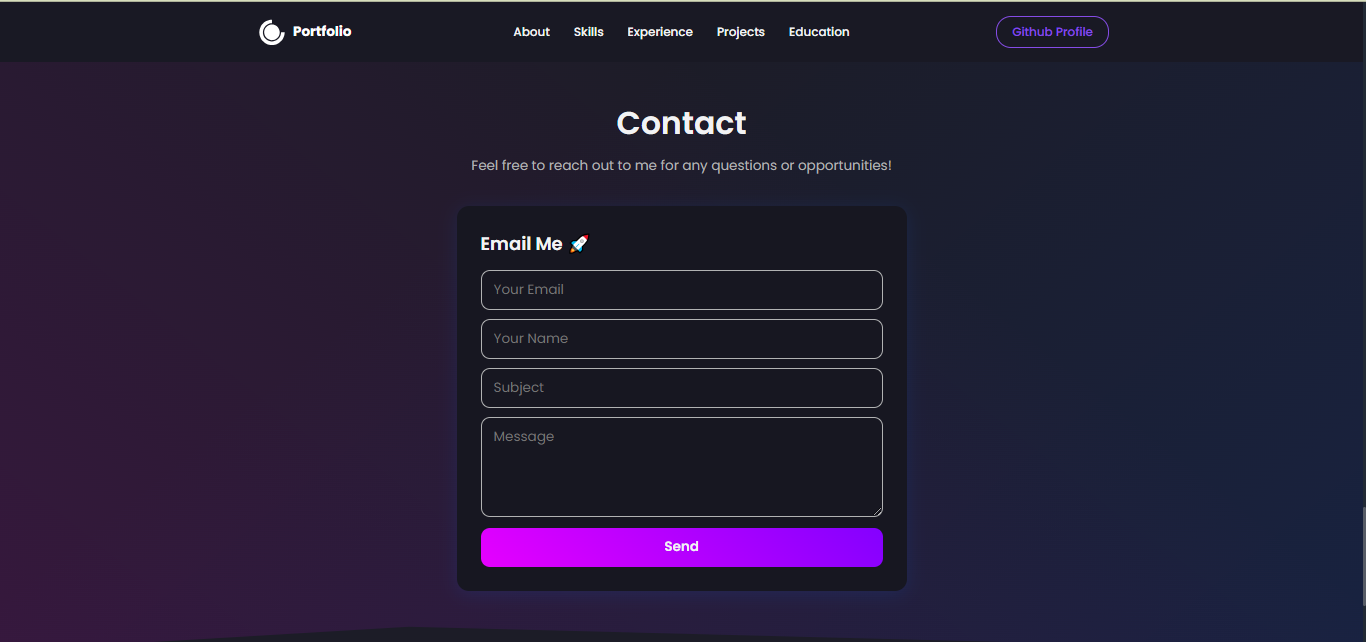 Portfolio
About Skills Experience Projects Education
Github Profile
Contact
Feel free to reach out to me for any questions or opportunities!
Email Me 🚀
Your Email
Your Name
Subject
Message
Send